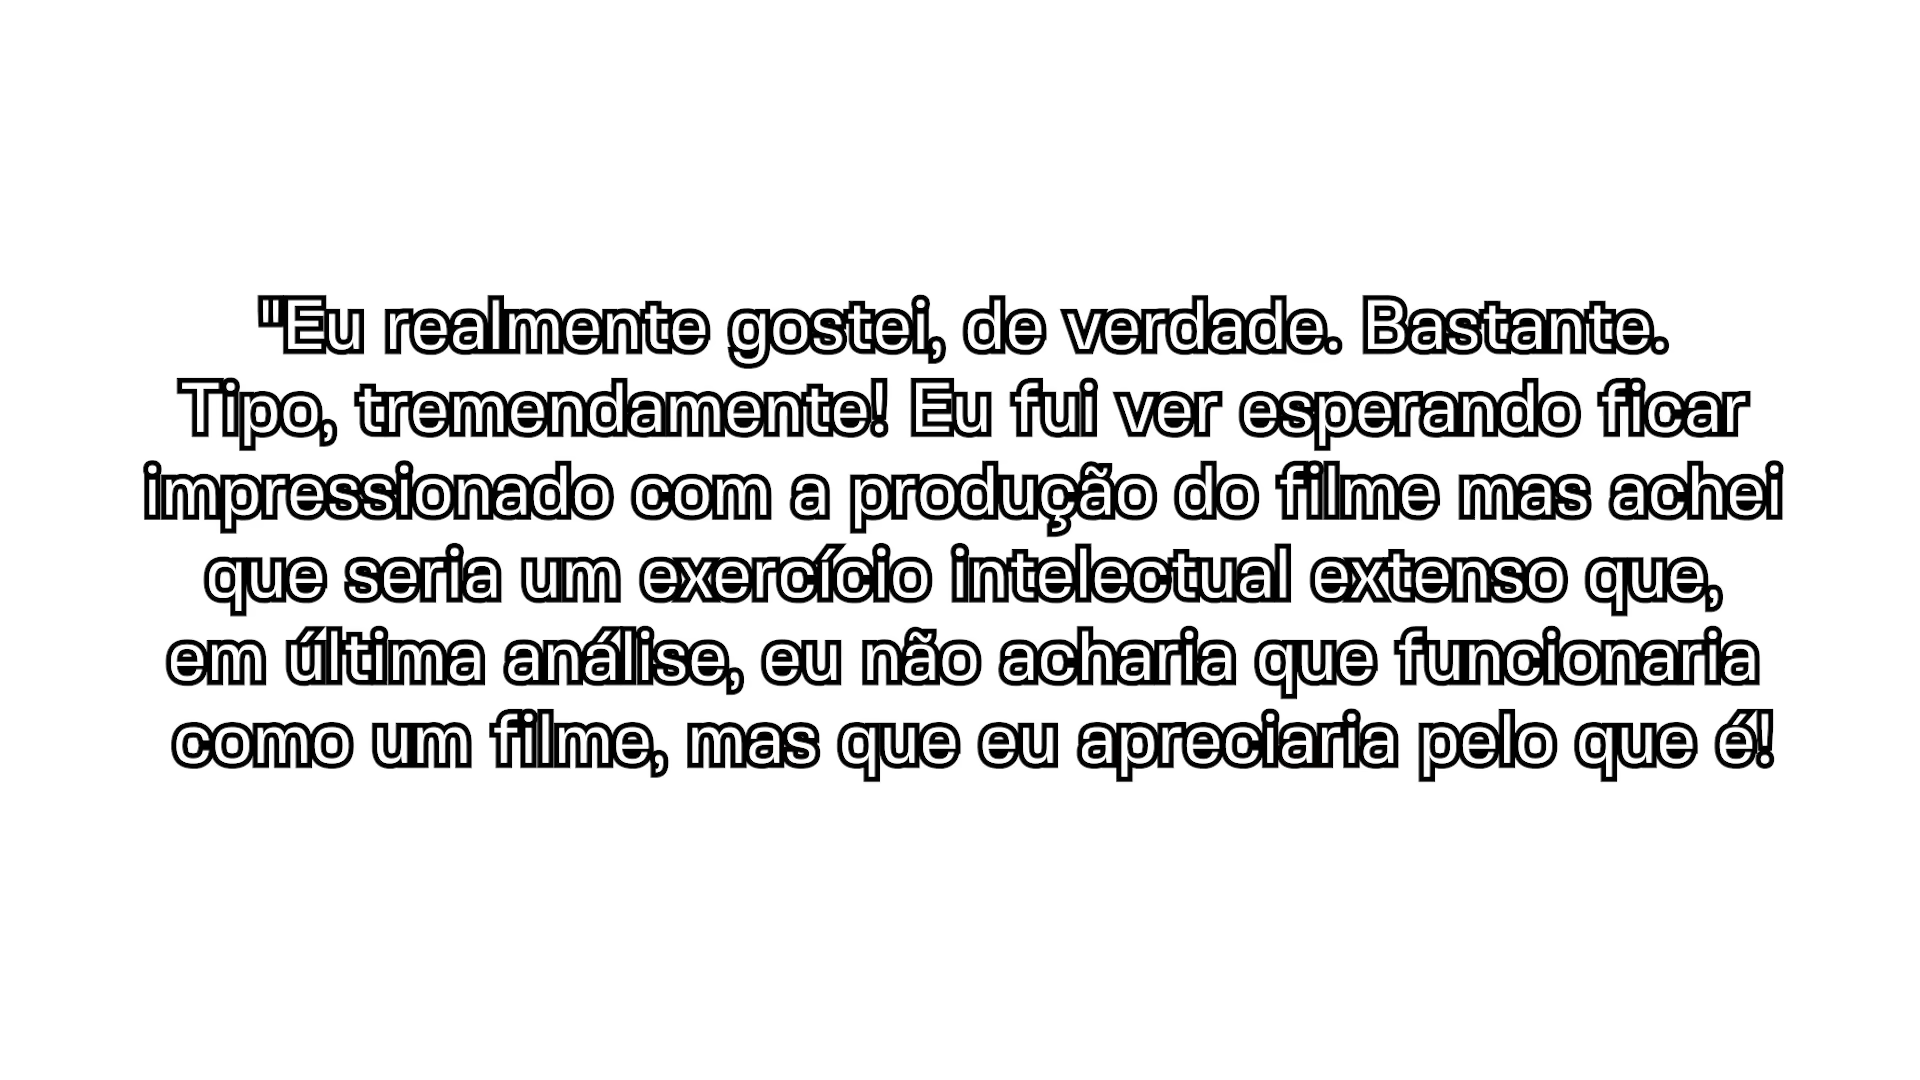 "Eu realmente gostei, de verdade. Bastante.
Tipo, tremendamente! Eu fui ver esperando ficar
impressionado com a produção do filme mas achei
que seria um exercício intelectual extenso que,
em última análise, eu não acharia que funcionaria
como um filme, mas que eu apreciaria pelo que é!